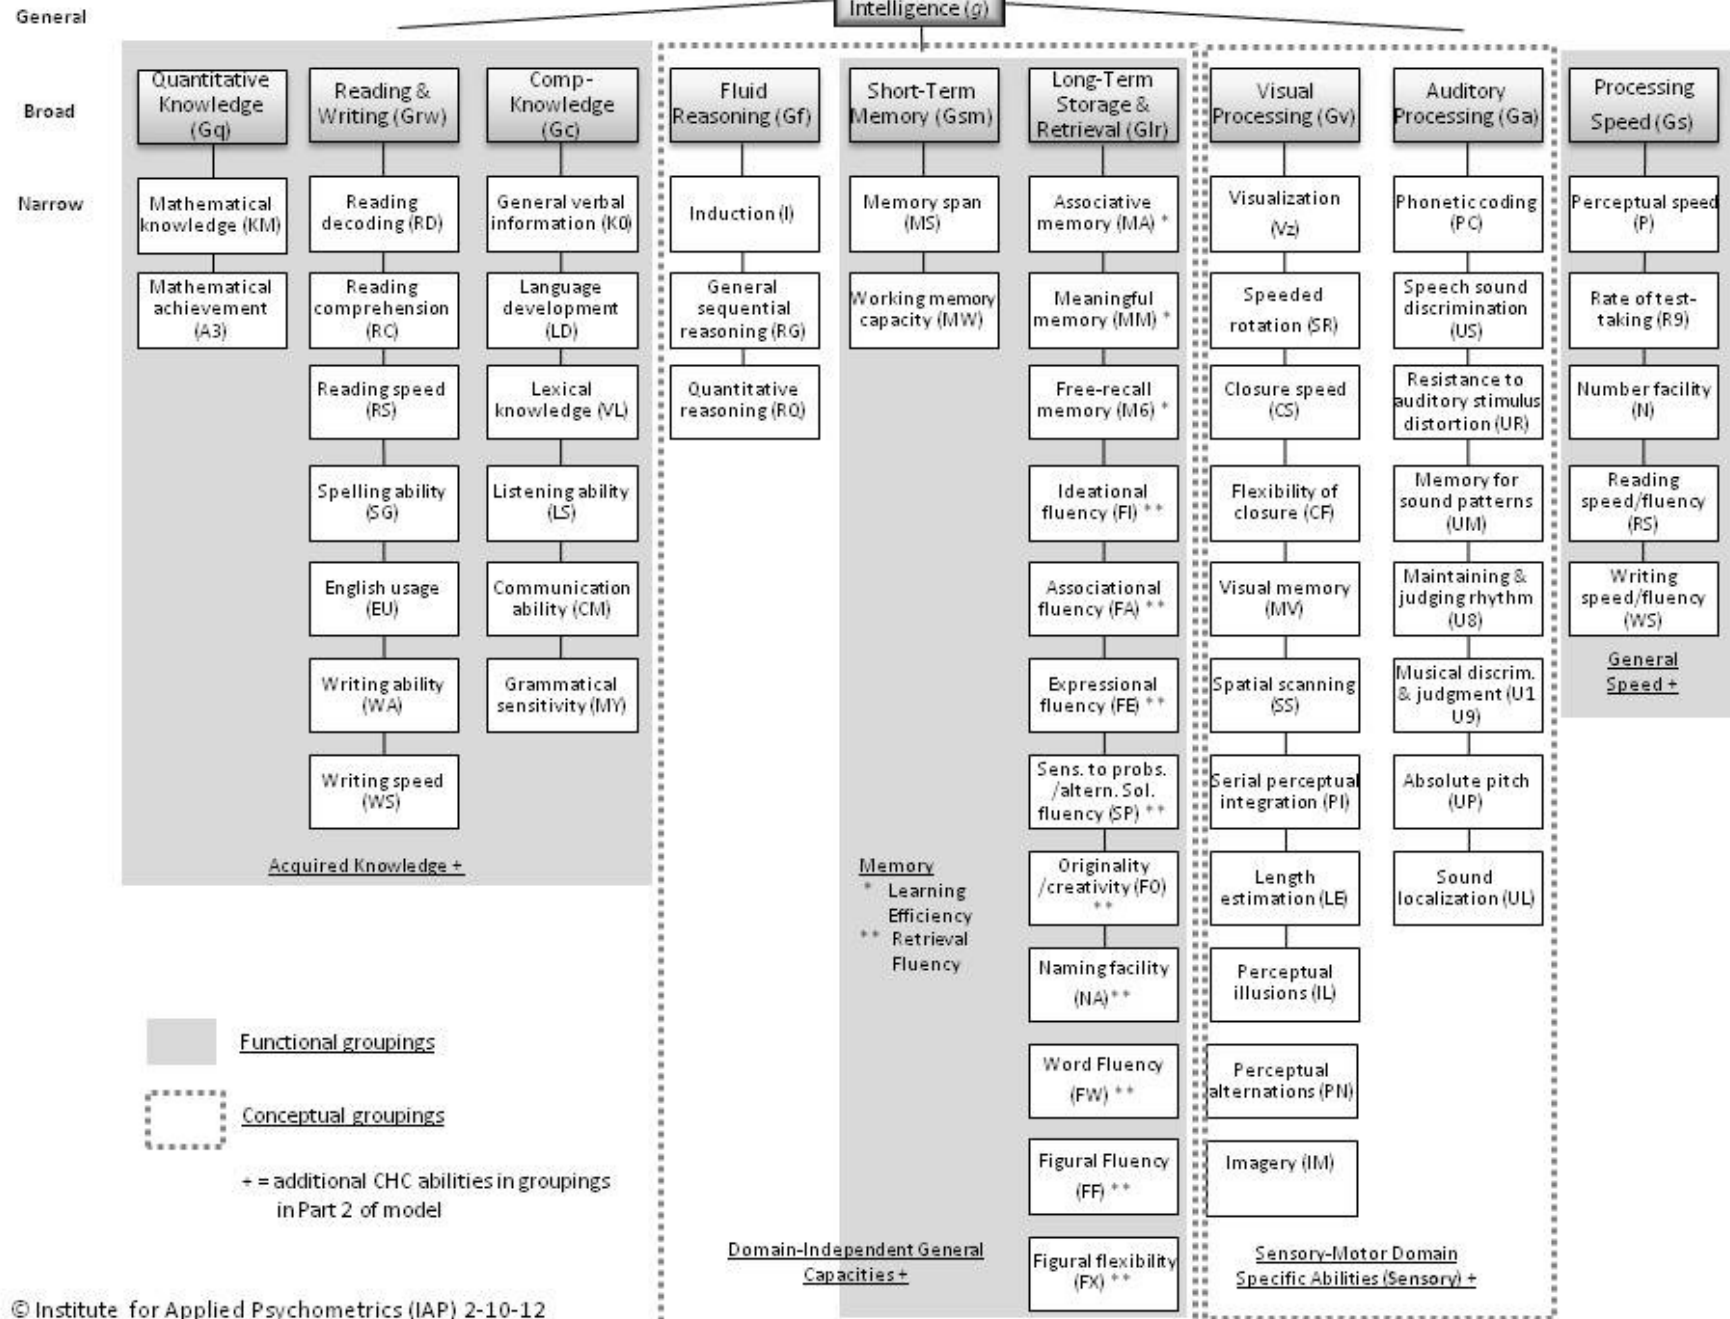 General
Intelligence (g)
Broad
Quantitative
Knowledge
(Gq)
Reading &
Writing (Grw)
Comp-
Knowledge
(Gc)
Fluid
Reasoning (Gf)
Short-Term
Memory (Gsm)
Long-Term
Storage &
Retrieval (Glr)
Visual
Processing (Gv)
Auditory
Processing (Ga)
Processing
Speed (Gs)
Narrow
Mathematical
knowledge (KM)
Mathematical
achievement
(A3)
Reading
decoding (RD)
Reading
comprehension
(RC)
Reading speed
(RS)
Spelling ability
(SG)
English usage
(EU)
Writing ability
(WA)
Writing speed
(WS)
General verbal
information (K0)
Language
development
(LD)
Lexical
knowledge (VL)
Listening ability
(LS)
Communication
ability (CM)
Grammatical
sensitivity (MY)
Acquired Knowledge +
Induction (I)
General
sequential
reasoning (RG)
Quantitative
reasoning (RQ)
Memory span
(MS)
Working memory
capacity (MW)
Memory
* Learning
Efficiency
** Retrieval
Fluency
Associative
memory (MA) *
Meaningful
memory (MM) *
Free-recall
memory (M6) *
Ideational
fluency (FI) **
Associational
fluency (FA) **
Expressional
fluency (FE) **
Sens. to probs.
/altern. Sol.
fluency (SP) **
Originality
/creativity (FO)
**
Naming facility
(NA) **
Word Fluency
(FW) **
Figural Fluency
(FF) **
Figural flexibility
(FX) **
Domain-Independent General
Capacities +
Visualization
(Vz)
Speeded
rotation (SR)
Closure speed
(CS)
Flexibility of
closure (CF)
Visual memory
(MV)
Spatial scanning
(SS)
Serial perceptual
integration (PI)
Length
estimation (LE)
Perceptual
illusions (IL)
Perceptual
alternations (PN)
Imagery (IM)
Phonetic coding
(PC)
Speech sound
discrimination
(US)
Resistance to
auditory stimulus
distortion (UR)
Memory for
sound patterns
(UM)
Maintaining &
judging rhythm
(U8)
Musical discrim.
& judgment (U1
U9)
Absolute pitch
(UP)
Sound
localization (UL)
Sensory-Motor Domain
Specific Abilities (Sensory) +
Perceptual speed
(P)
Rate of test-
taking (R9)
Number facility
(N)
Reading
speed/fluency
(RS)
Writing
speed/fluency
(WS)
General
Speed +
Functional groupings
Conceptual groupings
+ = additional CHC abilities in groupings
in Part 2 of model
© Institute for Applied Psychometrics (IAP) 2-10-12